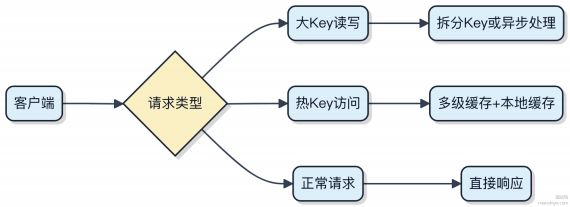 大Key读写
拆分Key或异步处理
客户端
请求类型
热Key访问
多级缓存+本地缓存
正常请求
直接响应